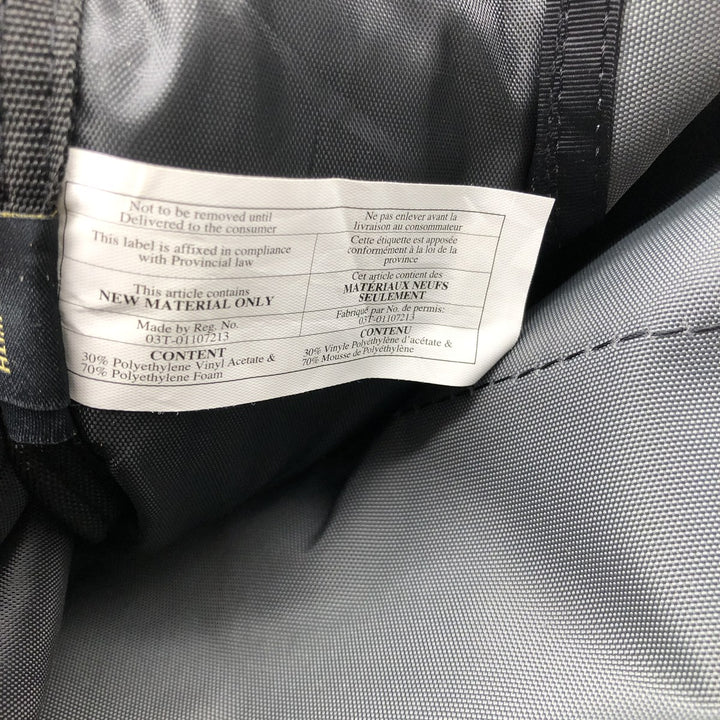 Not to be removed until
Delivered to the consumer
This label is affixed in compliance
with Provincial law
This article contains
NEW MATERIAL ONLY
Made by Reg. No.
03T-01107213
CONTENT
30% Polyethylene Vinyl Acetate &
70% Polyethylene Foam
Ne pas enlever avant la
livraison au consommateur
Cette étiquette est apposée
conformément à la loi de la
province
Cet article contient des
MATÉRIAUX NEUFS
SEULEMENT
Fabriqué par No. de permis:
03T-01107213
CONTENU
30% Vinyle Polyéthylène d'acétate &
70% Mousse de Polyethylène